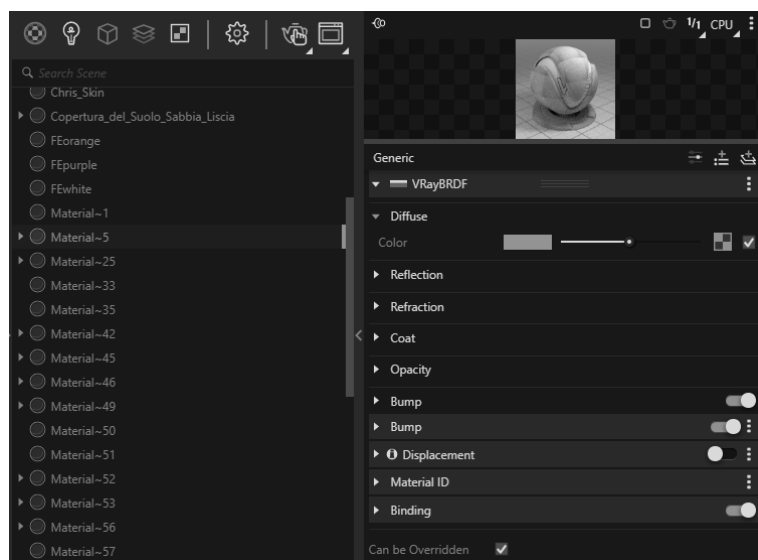 1/1 CPU
Search Scene
Chris_Skin
Copertura_del_Suolo_Sabbia_Liscia
FEorange
FEpurple
FEwhite
Material~1
Material~5
Material~25
Material~33
Material~35
Material~42
Material~45
Material~46
Material~49
Material~50
Material~51
Material~52
Material~53
Material~56
Material~57
Generic
VRayBRDF
Diffuse
Color
Reflection
Refraction
Coat
Opacity
Bump
Bump
Displacement
Material ID
Binding
Can be Overridden